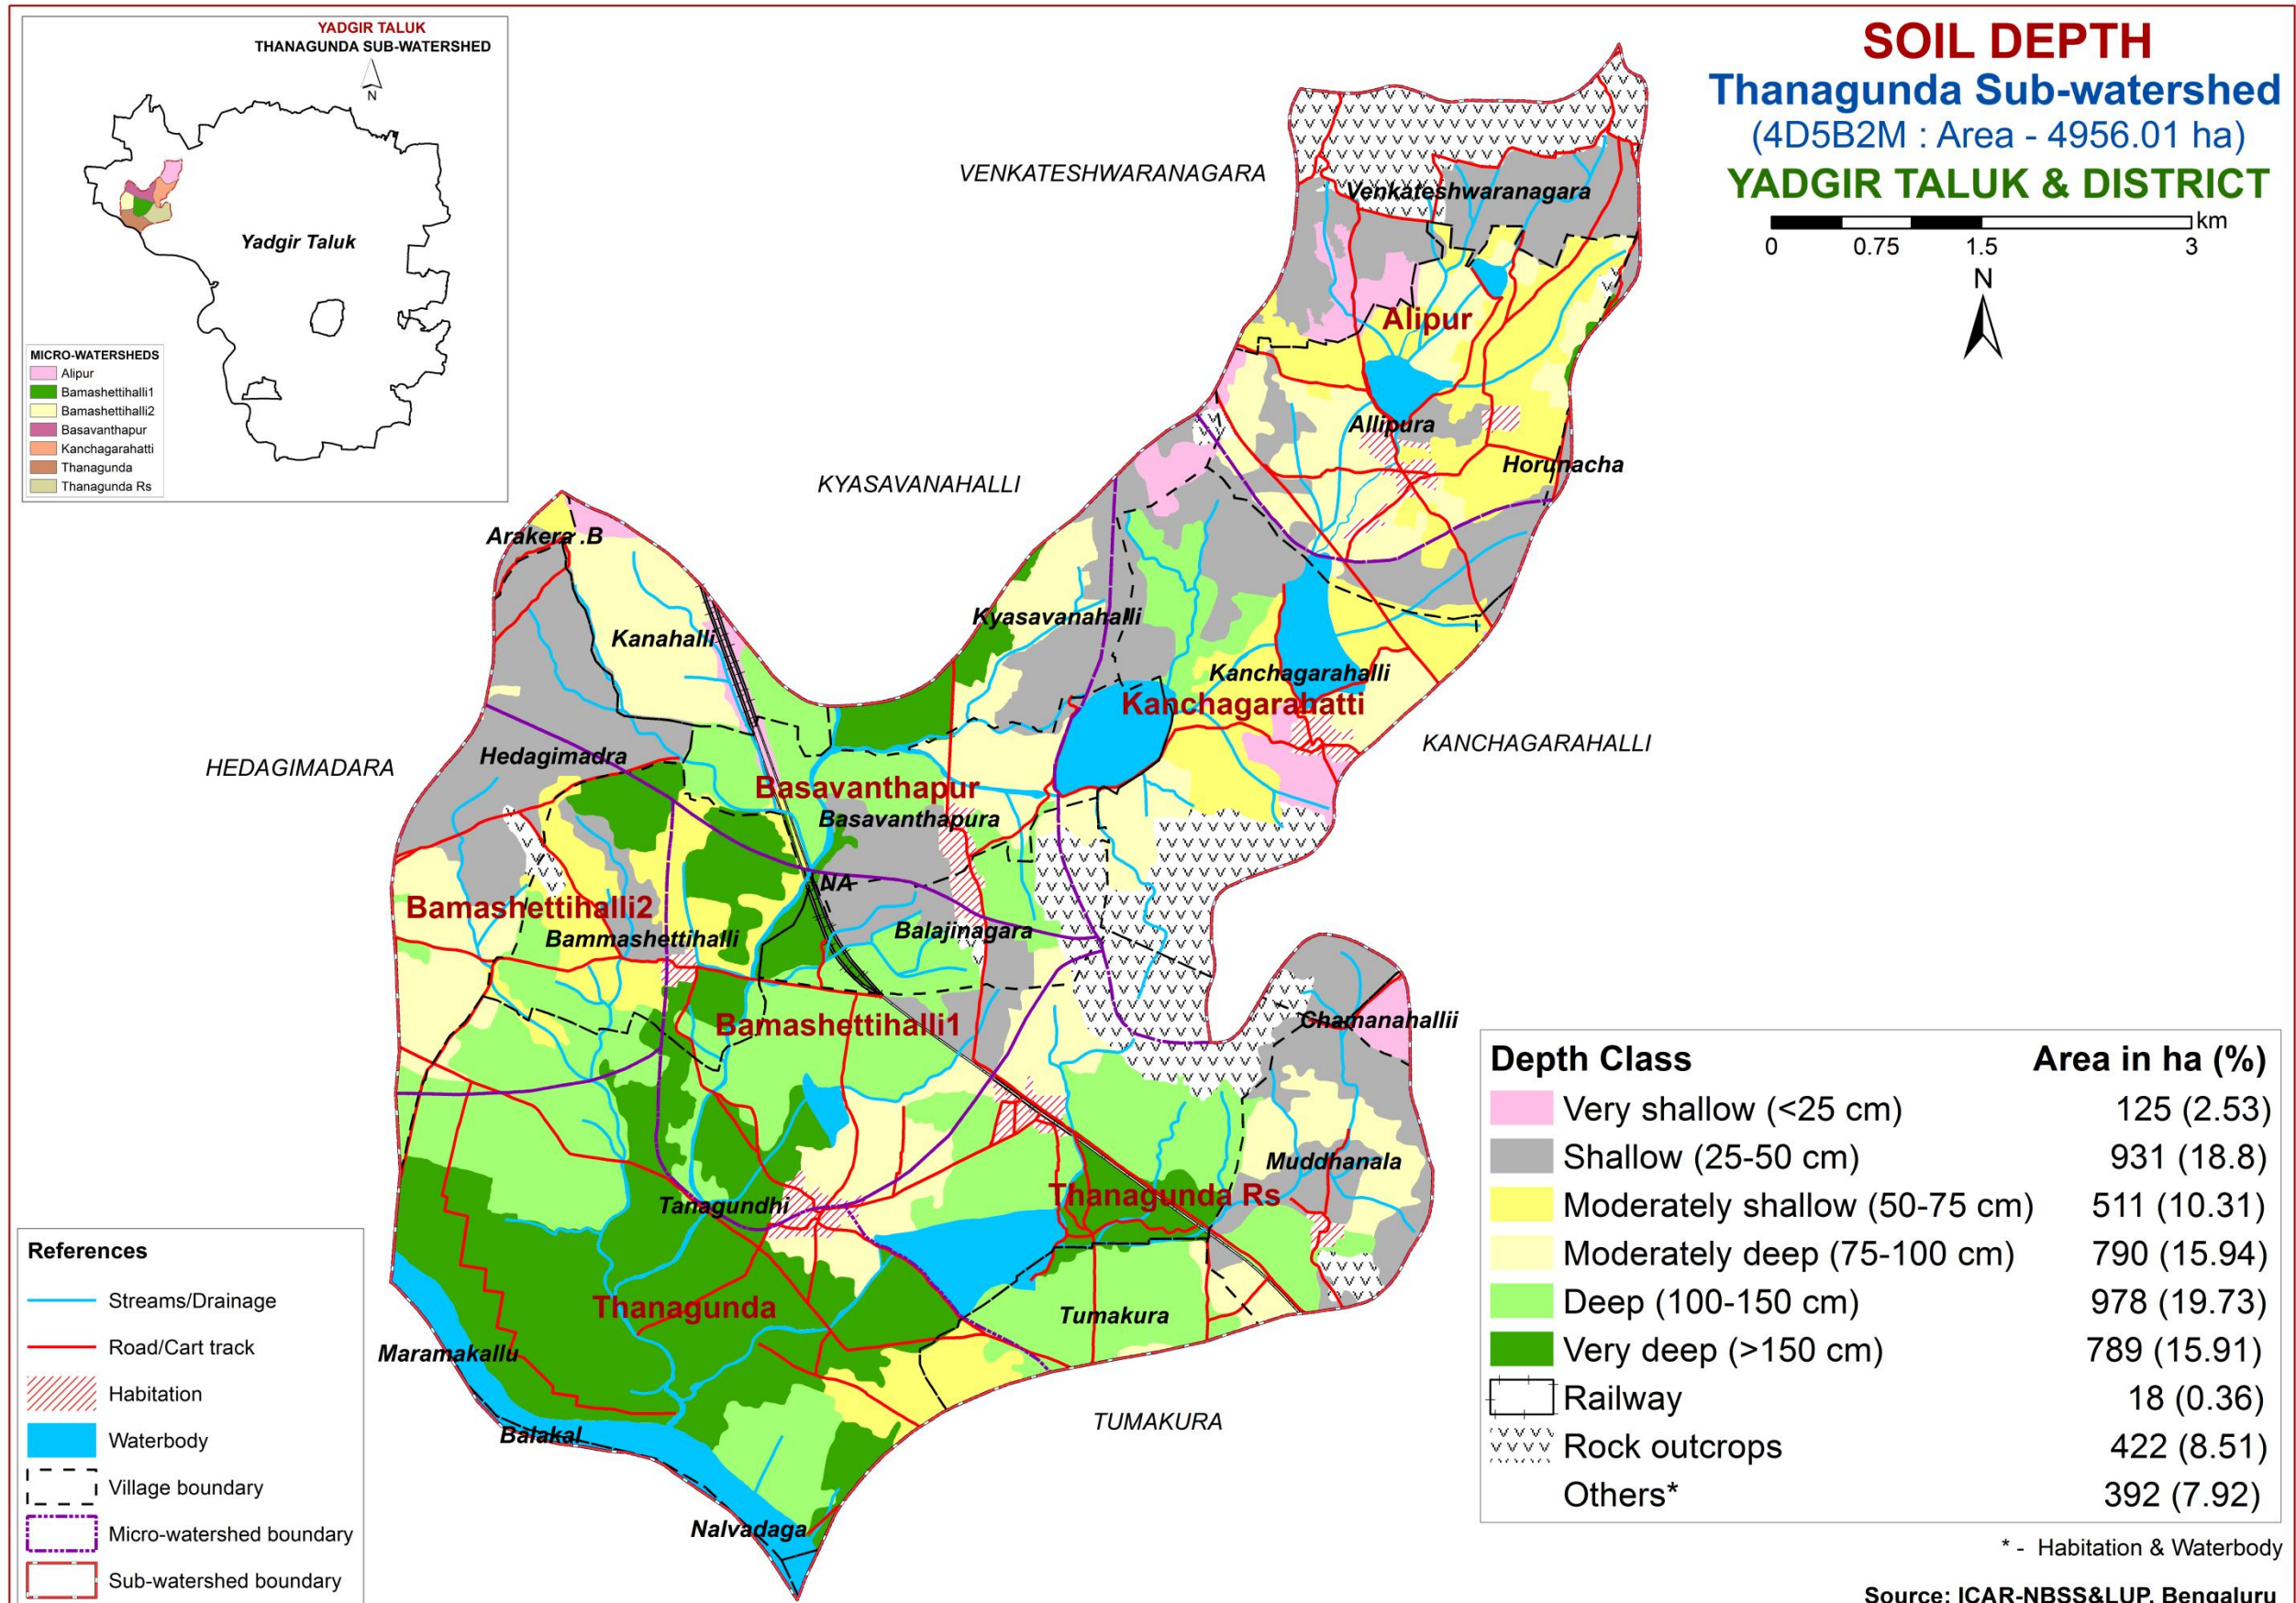 YADGIR TALUK
THANAGUNDA SUB-WATERSHED
N
Yadgir Taluk
MICRO-WATERSHEDS
Alipur
Bamashettihalli1
Bamashettihalli2
Basavanthapur
Kanchagarahatti
Thanagunda
Thanagunda Rs
SOIL DEPTH
Thanagunda Sub-watershed
(4D5B2M : Area - 4956.01 ha)
YADGIR TALUK & DISTRICT
km
0 0.75 1.5 3
N
VENKATESHWARANAGARA
Venkateshwaranagara
Alipur
Allipura
Horunacha
KYASAVANAHALLI
Arakera .B
Kyasavanahalli
Kanahalli
Kanchagarahalli
Kanchagarahatti
KANCHAGARAHALLI
HEDAGIMADARA
Hedagimadra
Basavanthapur
Basavanthapura
NA
Bamashettihalli2
Bammashettihalli
Balajinagara
Bamashettihalli1
Chamanahallii
Muddhanala
Thanagunda Rs
Tanagundhi
Thanagunda
Tumakura
Maramakallu
TUMAKURA
Balakal
Nalvadaga
References
Streams/Drainage
Road/Cart track
Habitation
Waterbody
Village boundary
Micro-watershed boundary
Sub-watershed boundary
Depth Class Area in ha (%)
Very shallow (<25 cm) 125 (2.53)
Shallow (25-50 cm) 931 (18.8)
Moderately shallow (50-75 cm) 511 (10.31)
Moderately deep (75-100 cm) 790 (15.94)
Deep (100-150 cm) 978 (19.73)
Very deep (>150 cm) 789 (15.91)
Railway 18 (0.36)
Rock outcrops 422 (8.51)
Others* 392 (7.92)
* - Habitation & Waterbody
Source: ICAR-NBSS&LUP, Bengaluru